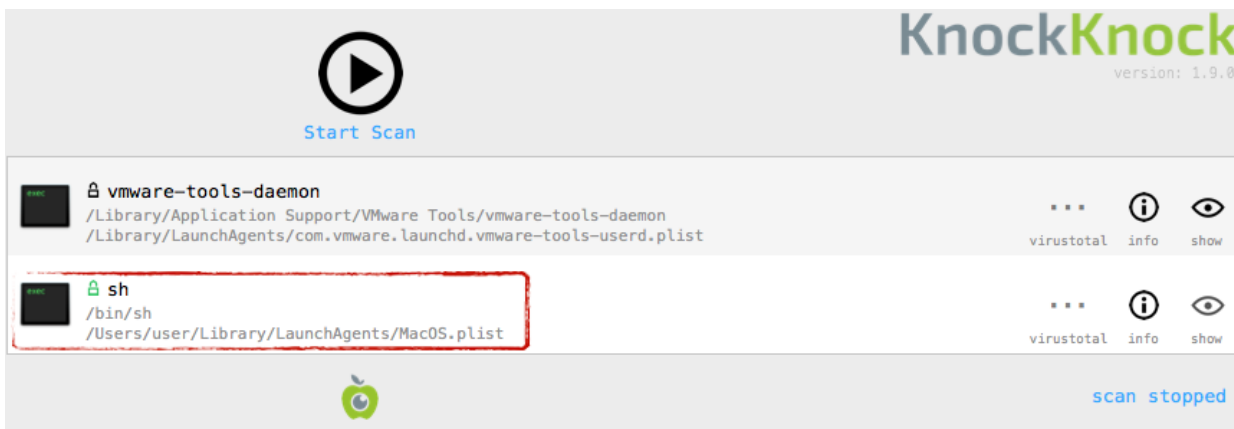 KnockKnock
version: 1.9.0
Start Scan
exec
vmware-tools-daemon
/Library/Application Support/VMware Tools/vmware-tools-daemon
/Library/LaunchAgents/com.vmware.launchd.vmware-tools-userd.plist
virustotal info show
exec
sh
/bin/sh
/Users/user/Library/LaunchAgents/MacOS.plist
virustotal info show
scan stopped